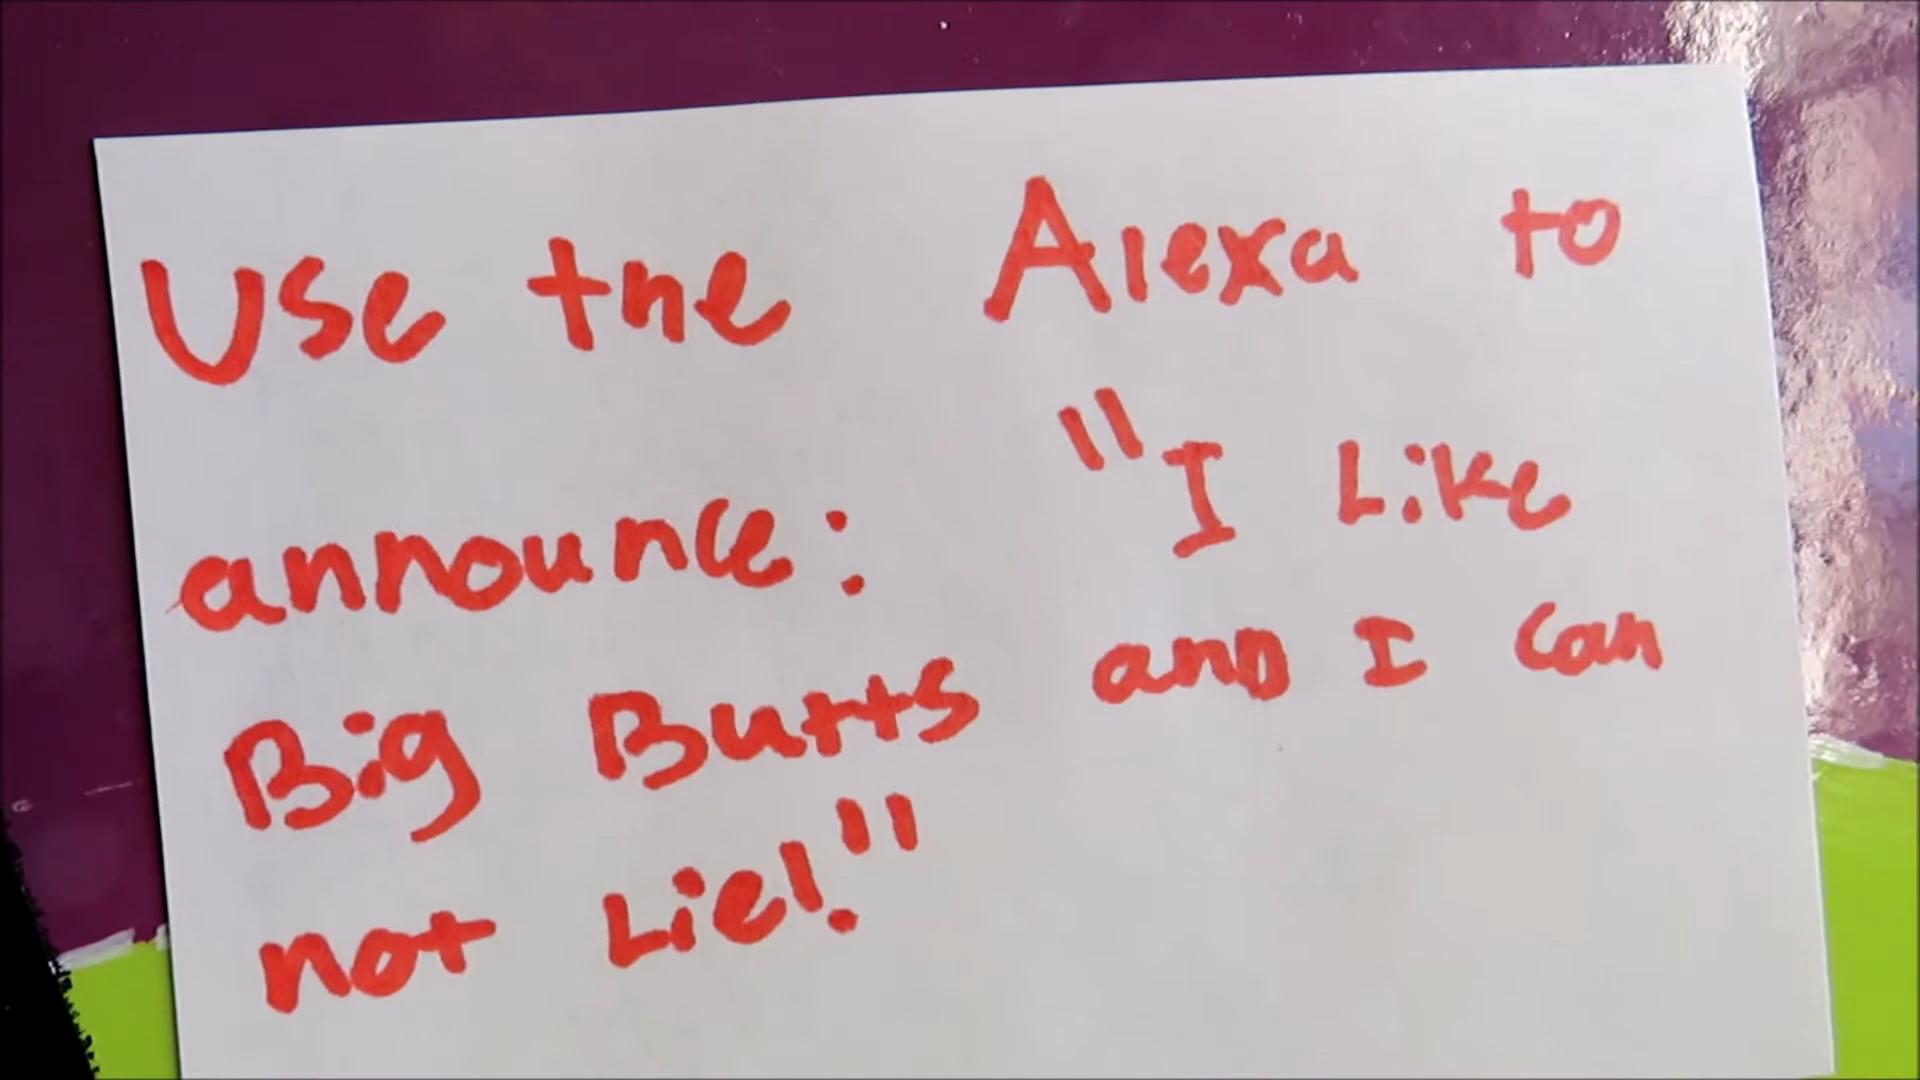 Use the Alexa to
announce: "I Like
Big Butts and I can
not Lie!"